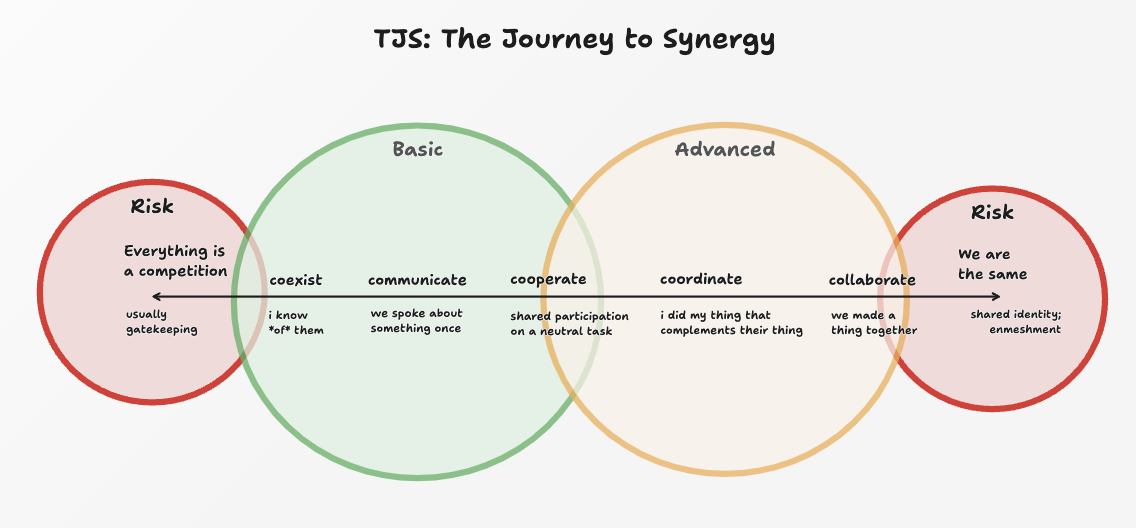 TJS: The Journey to Synergy
Basic
Advanced
Risk
Risk
Everything is
a competition
We are
the same
coexist
communicate
cooperate
coordinate
collaborate
usually
gatekeeping
i know
*of* them
we spoke about
something once
shared participation
on a neutral task
i did my thing that
complements their thing
we made a
thing together
shared identity;
enmeshment